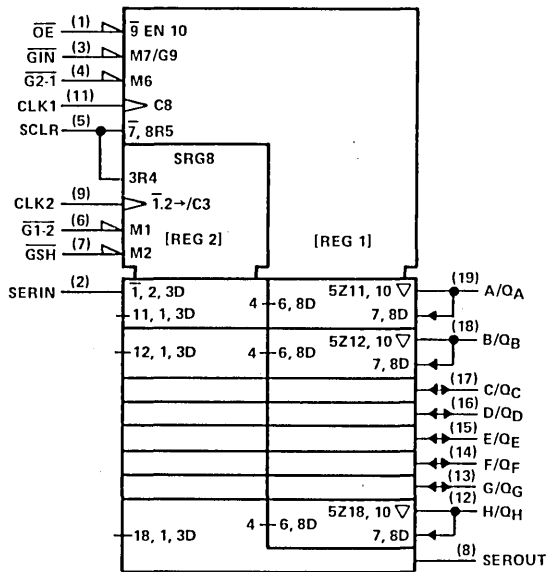 OE (1) 9 EN 10
GIN (3) M7/G9
G2-1 (4) M6
CLK1 (11) C8
SCLR (5) 7, 8R5
SRG8
3R4
CLK2 (9) 1.2→/C3
G1-2 (6) M1
[REG 2] [REG 1]
GSH (7) M2
SERIN (2) 1, 2, 3D 5Z11, 10 ▽ (19) A/QA
11, 1, 3D 4 6, 8D 7, 8D
5Z12, 10 ▽ (18) B/QB
12, 1, 3D 4 6, 8D 7, 8D
(17) C/QC
(16) D/QD
(15) E/QE
(14) F/QF
(13) G/QG
5Z18, 10 ▽ (12) H/QH
18, 1, 3D 4 6, 8D 7, 8D
(8) SEROUT